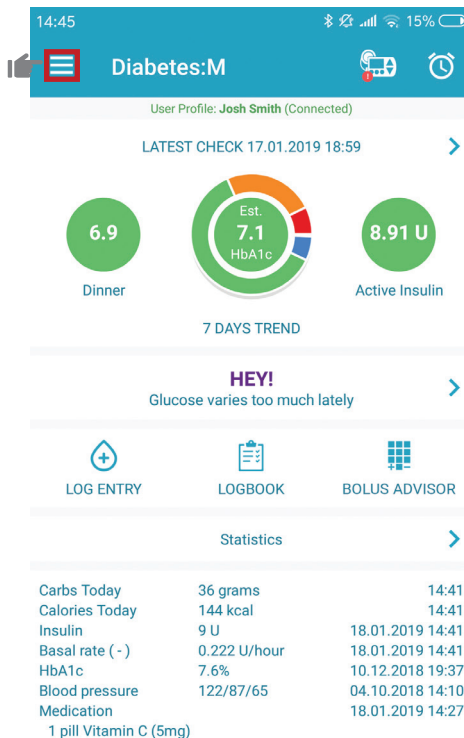 14:45 15%
Diabetes:M
User Profile: Josh Smith (Connected)
LATEST CHECK 17.01.2019 18:59
6.9 Est. 7.1 HbA1c 8.91 U
Dinner Active Insulin
7 DAYS TREND
HEY!
Glucose varies too much lately
LOG ENTRY LOGBOOK BOLUS ADVISOR
Statistics
Carbs Today 36 grams 14:41
Calories Today 144 kcal 14:41
Insulin 9 U 18.01.2019 14:41
Basal rate ( - ) 0.222 U/hour 18.01.2019 14:41
HbA1c 7.6% 10.12.2018 19:37
Blood pressure 122/87/65 04.10.2018 14:10
Medication 18.01.2019 14:27
1 pill Vitamin C (5mg)